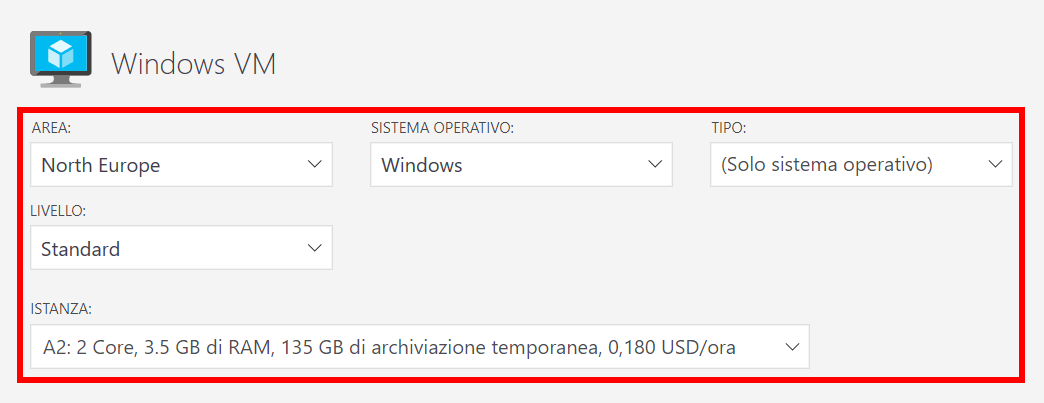 Windows VM
AREA: SISTEMA OPERATIVO: TIPO:
North Europe Windows (Solo sistema operativo)
LIVELLO:
Standard
ISTANZA:
A2: 2 Core, 3.5 GB di RAM, 135 GB di archiviazione temporanea, 0,180 USD/ora